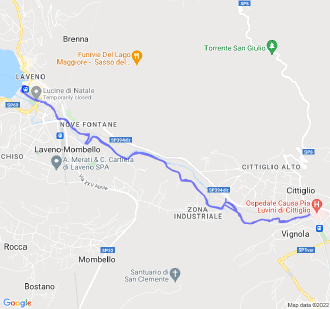 SP8
Brenna
Torrente San Giulio
Funivie Del Lago
Maggiore - Sasso del...
LAVENO
Lucine di Natale
Temporarily closed
SP69
NOVE FONTANE
SP394dir
Laveno-Mombello
CHISO
A. Merati & C. Cartiera
di Laveno SPA
CITTIGLIO ALTO
Via XXV Aprile
SP394dir
Cittiglio
Ospedale Causa Pia
Luvini di Cittiglio
ZONA
INDUSTRIALE
Vignola
Rocca
SP32
Mombello
SP1var
Santuario di
San Clemente
Bostano
Google
Map data ©2022